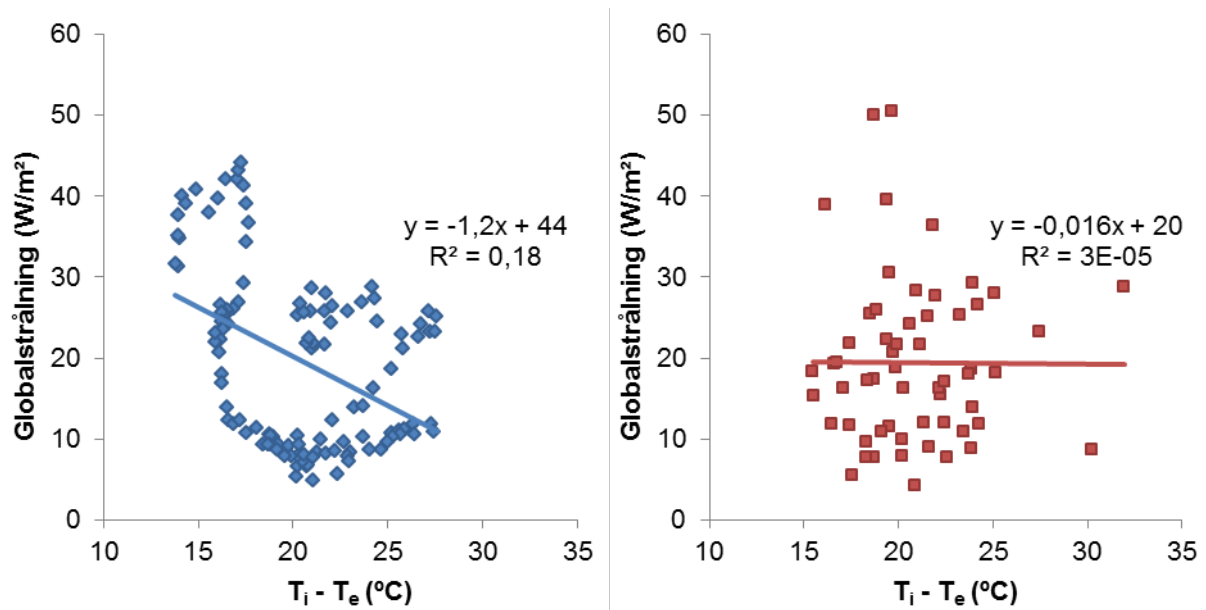 Globalstrålning (W/m²)
60
50
40
30
20
10
0
y = -1,2x + 44
R² = 0,18
10 15 20 25 30 35
Ti - Te (ºC)
Globalstrålning (W/m²)
60
50
40
30
20
10
0
y = -0,016x + 20
R² = 3E-05
10 15 20 25 30 35
Ti - Te (ºC)